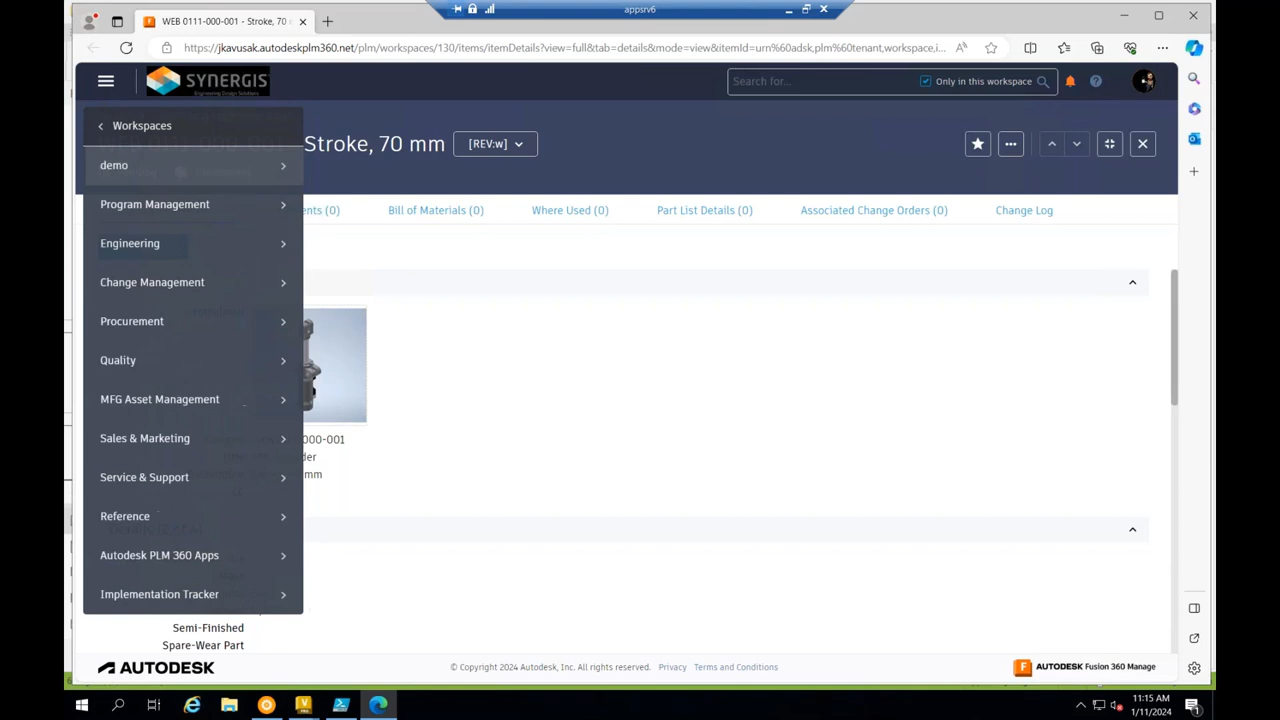 apprsrv6
WEB 0111-000-001 - Stroke, 70
https://jkavusak.autodeskplm360.net/plm/workspaces/130/items/itemDetails?view=full&tab=details&mode=view&itemId=urn%60adsk,plm%60tenant,workspace,i...
SYNERGIS
Engineering Design Solutions
Search for...
Only in this workspace
Workspaces
Stroke, 70 mm
[REV:w]
demo
Program Management
Engineering
Change Management
Procurement
Quality
MFG Asset Management
Sales & Marketing
Service & Support
Reference
Autodesk PLM 360 Apps
Implementation Tracker
ents (0)
Bill of Materials (0)
Where Used (0)
Part List Details (0)
Associated Change Orders (0)
Change Log
000-001
der
mm
Semi-Finished
Spare-Wear Part
AUTODESK
© Copyright 2024 Autodesk, Inc. All rights reserved.
Privacy
Terms and Conditions
AUTODESK Fusion 360 Manage
11:15 AM
1/11/2024